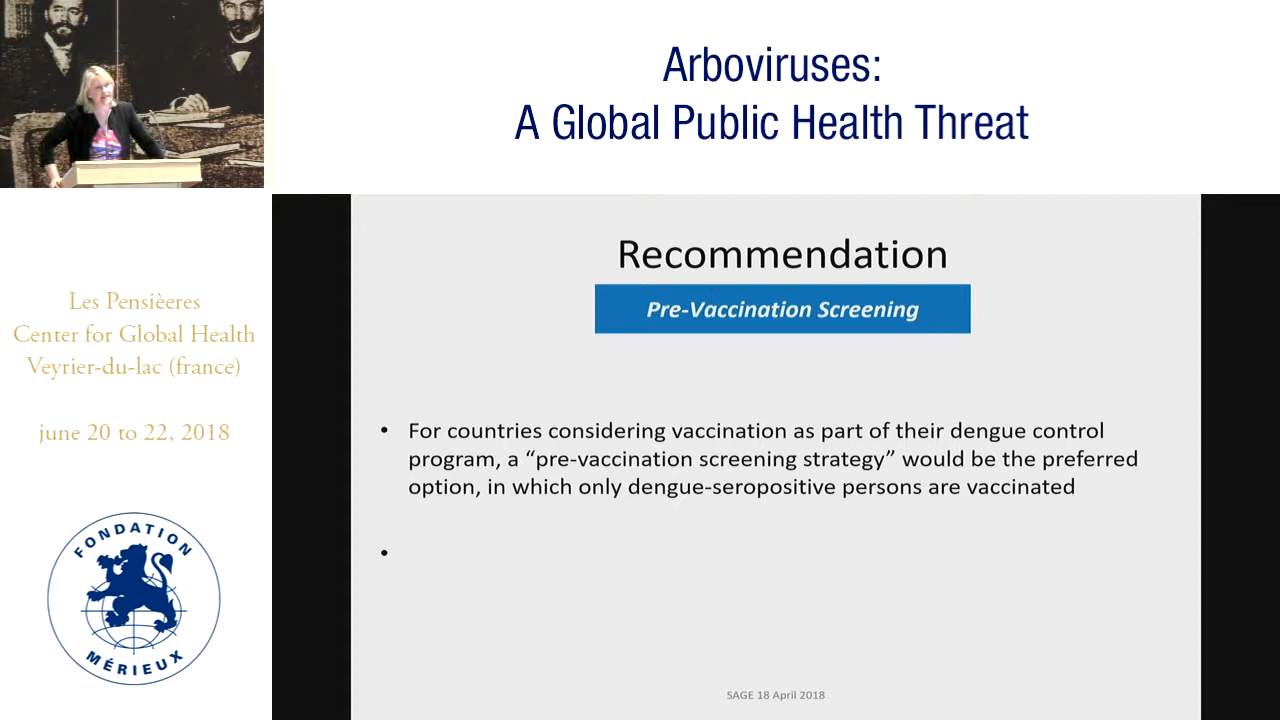 Arboviruses:
A Global Public Health Threat
Les Pensièeres
Center for Global Health
Veyrier-du-lac (france)
june 20 to 22, 2018
FONDATION
MÉRIEUX
Recommendation
Pre-Vaccination Screening
• For countries considering vaccination as part of their dengue control
program, a “pre-vaccination screening strategy” would be the preferred
option, in which only dengue-seropositive persons are vaccinated
•
SAGE 18 April 2018